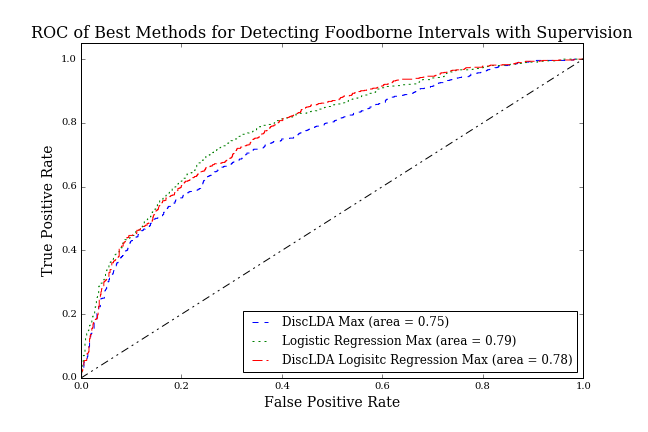 ROC of Best Methods for Detecting Foodborne Intervals with Supervision
1.0
0.8
0.6
0.4
0.2
0.0
True Positive Rate
DiscLDA Max (area = 0.75)
Logistic Regression Max (area = 0.79)
DiscLDA Logisitc Regression Max (area = 0.78)
0.0 0.2 0.4 0.6 0.8 1.0
False Positive Rate